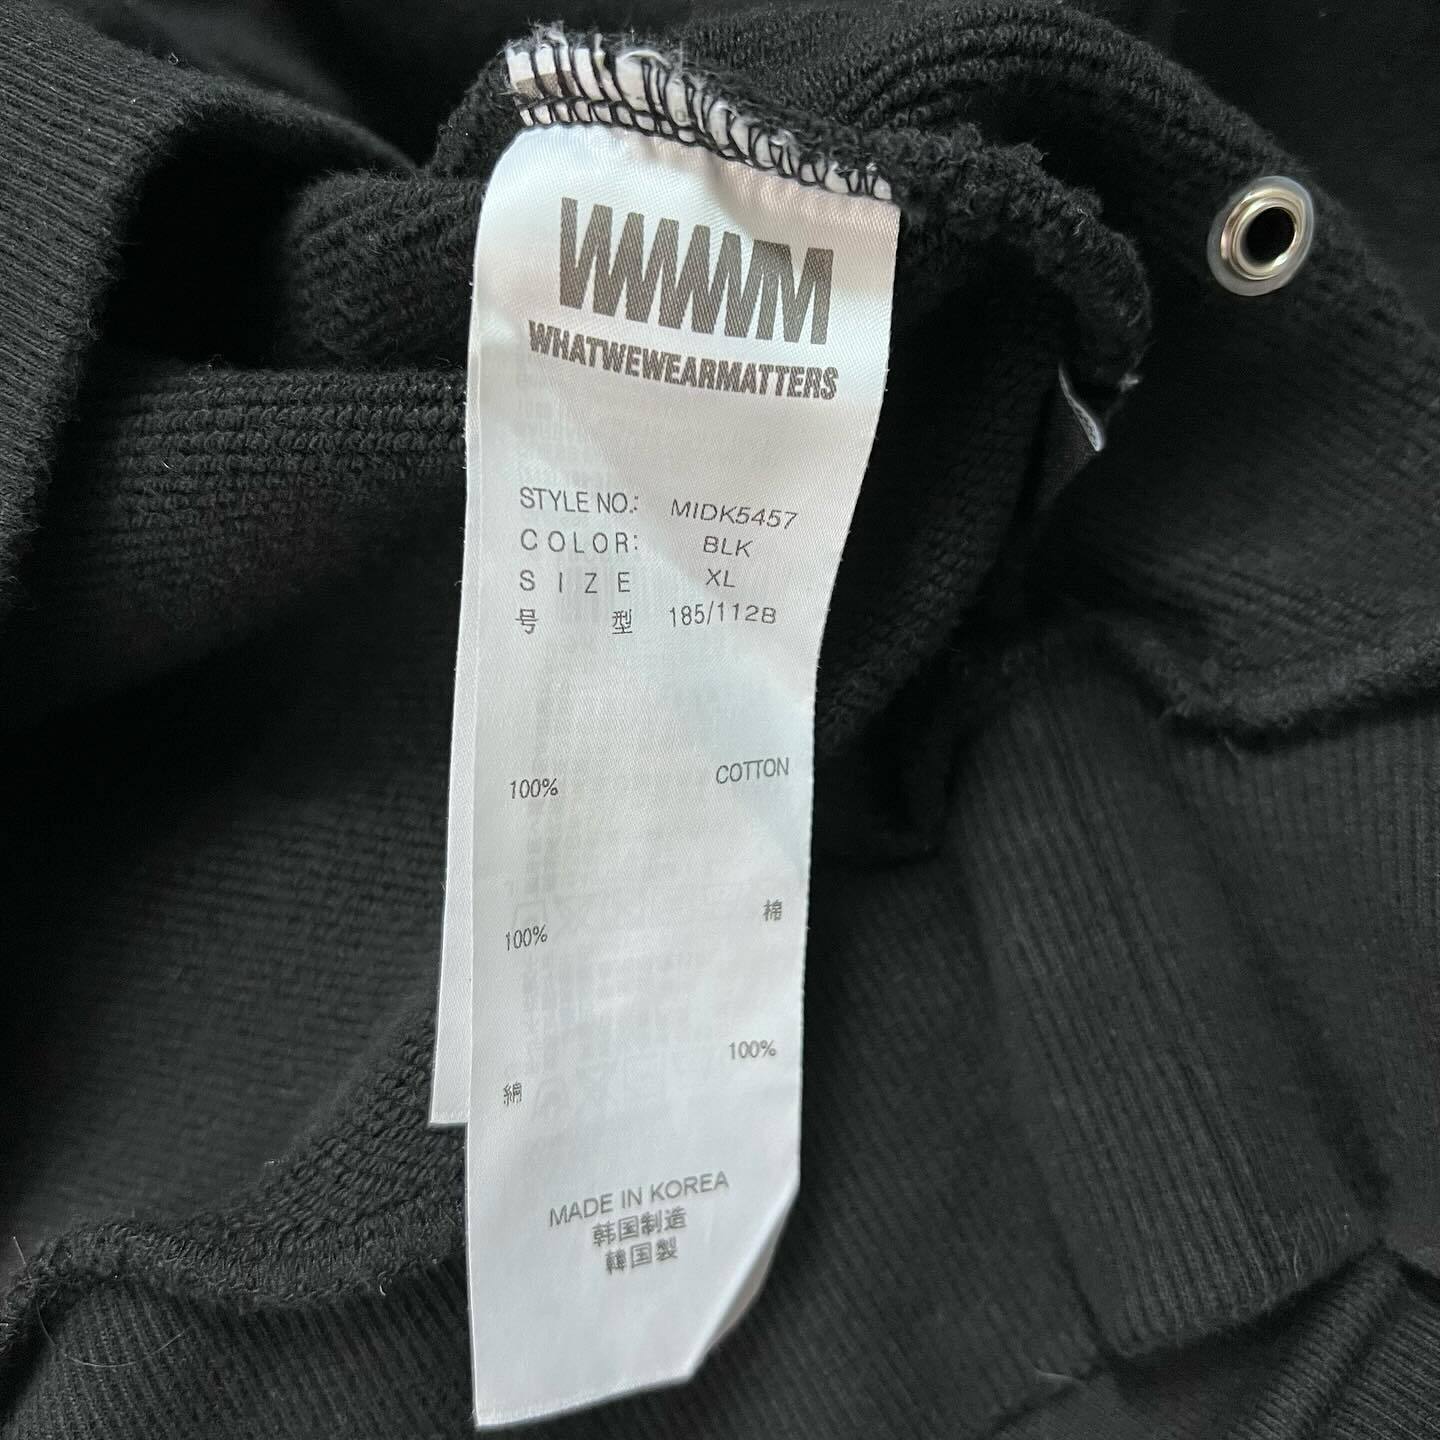 WWWM
WHATWEWEARMATTERS
STYLE NO.: MIDK5457
COLOR: BLK
SIZE XL
号 型 185/112B
100% COTTON
100% 棉
綿 100%
MADE IN KOREA
韩国制造
韓国製